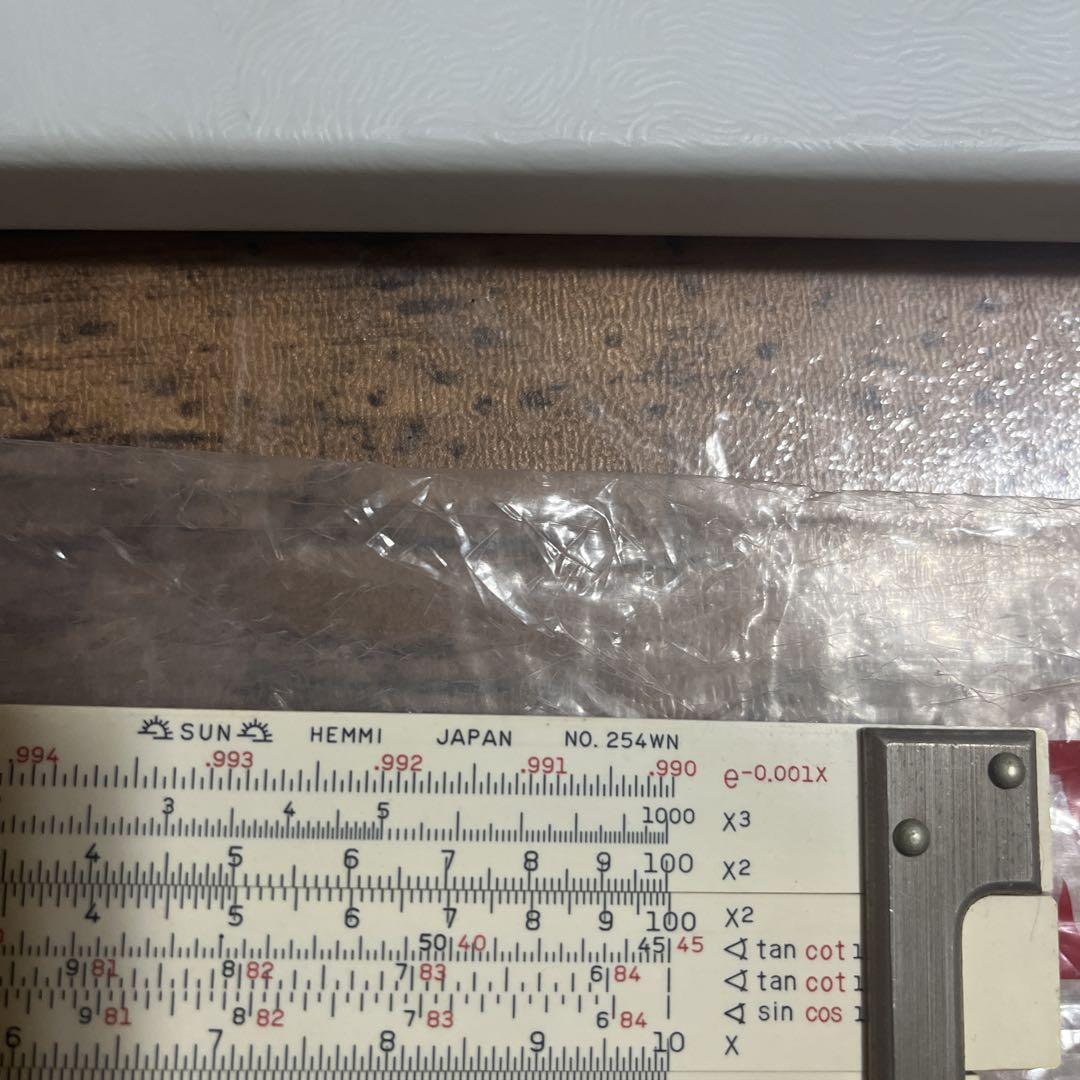 SUN HEMMI JAPAN NO. 254WN
.994 .993 .992 .991 .990 e-0.001X
3 4 5 1000 X3
4 5 6 7 8 9 100 X2
4 5 6 7 8 9 100 X2
50 40 45 45 ∢ tan cot
9 81 8 82 7 83 6 84 ∢ tan cot
9 81 8 82 7 83 6 84 ∢ sin cos
6 7 8 9 10 X